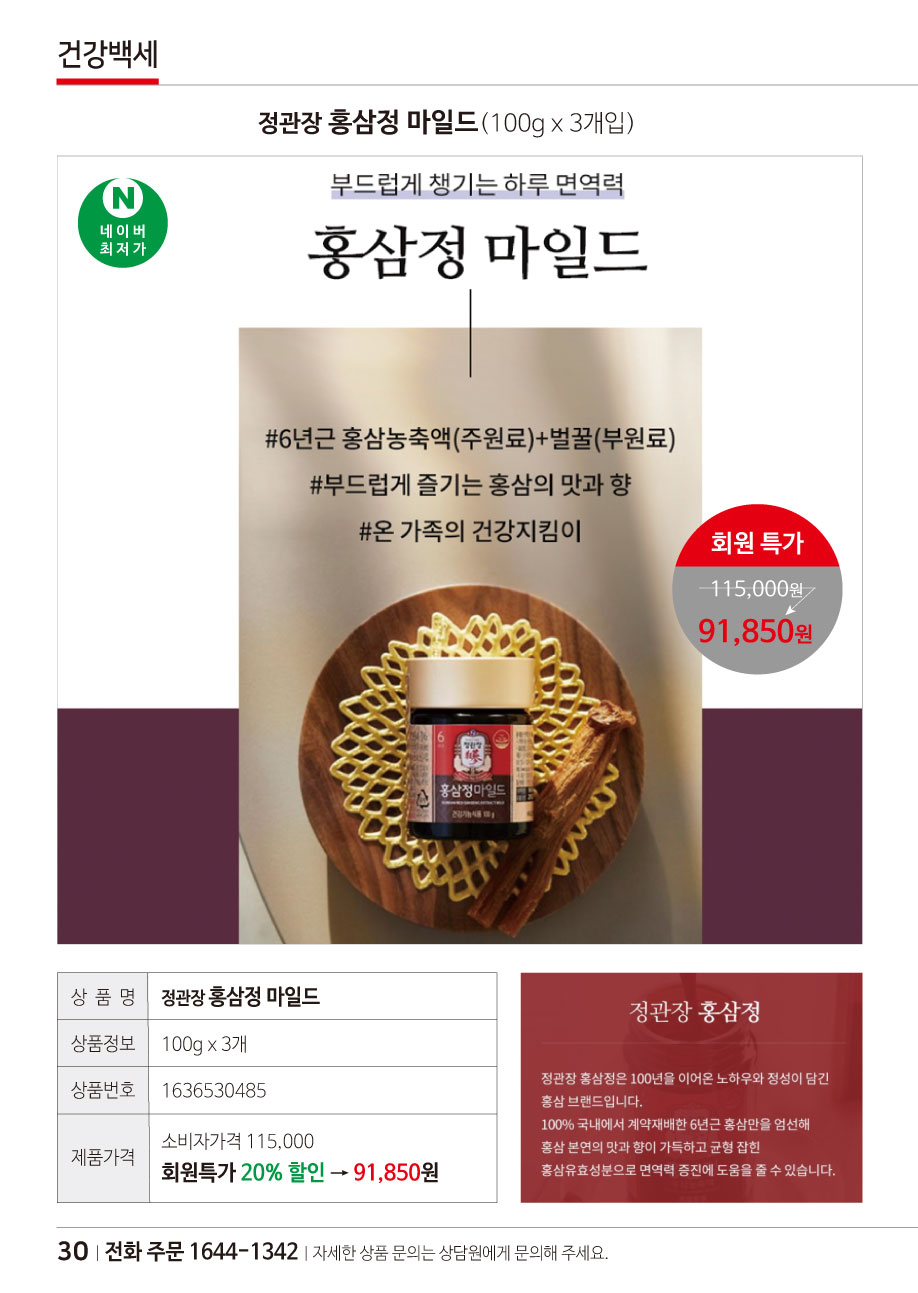 건강백세
정관장 홍삼정 마일드(100g x 3개입)
N
네이버
최저가
부드럽게 챙기는 하루 면역력
홍삼정 마일드
#6년근 홍삼농축액(주원료)+벌꿀(부원료)
#부드럽게 즐기는 홍삼의 맛과 향
#온 가족의 건강지킴이
회원 특가
115,000원
91,850원
6
정관장
홍삼정마일드
건강기능식품 100 g
상 품 명
정관장 홍삼정 마일드
상품정보
100g x 3개
상품번호
1636530485
제품가격
소비자가격 115,000
회원특가 20% 할인 → 91,850원
정관장 홍삼정
정관장 홍삼정은 100년을 이어온 노하우와 정성이 담긴
홍삼 브랜드입니다.
100% 국내에서 계약재배한 6년근 홍삼만을 엄선해
홍삼 본연의 맛과 향이 가득하고 균형 잡힌
홍삼유효성분으로 면역력 증진에 도움을 줄 수 있습니다.
30 | 전화 주문 1644-1342 | 자세한 상품 문의는 상담원에게 문의해 주세요.